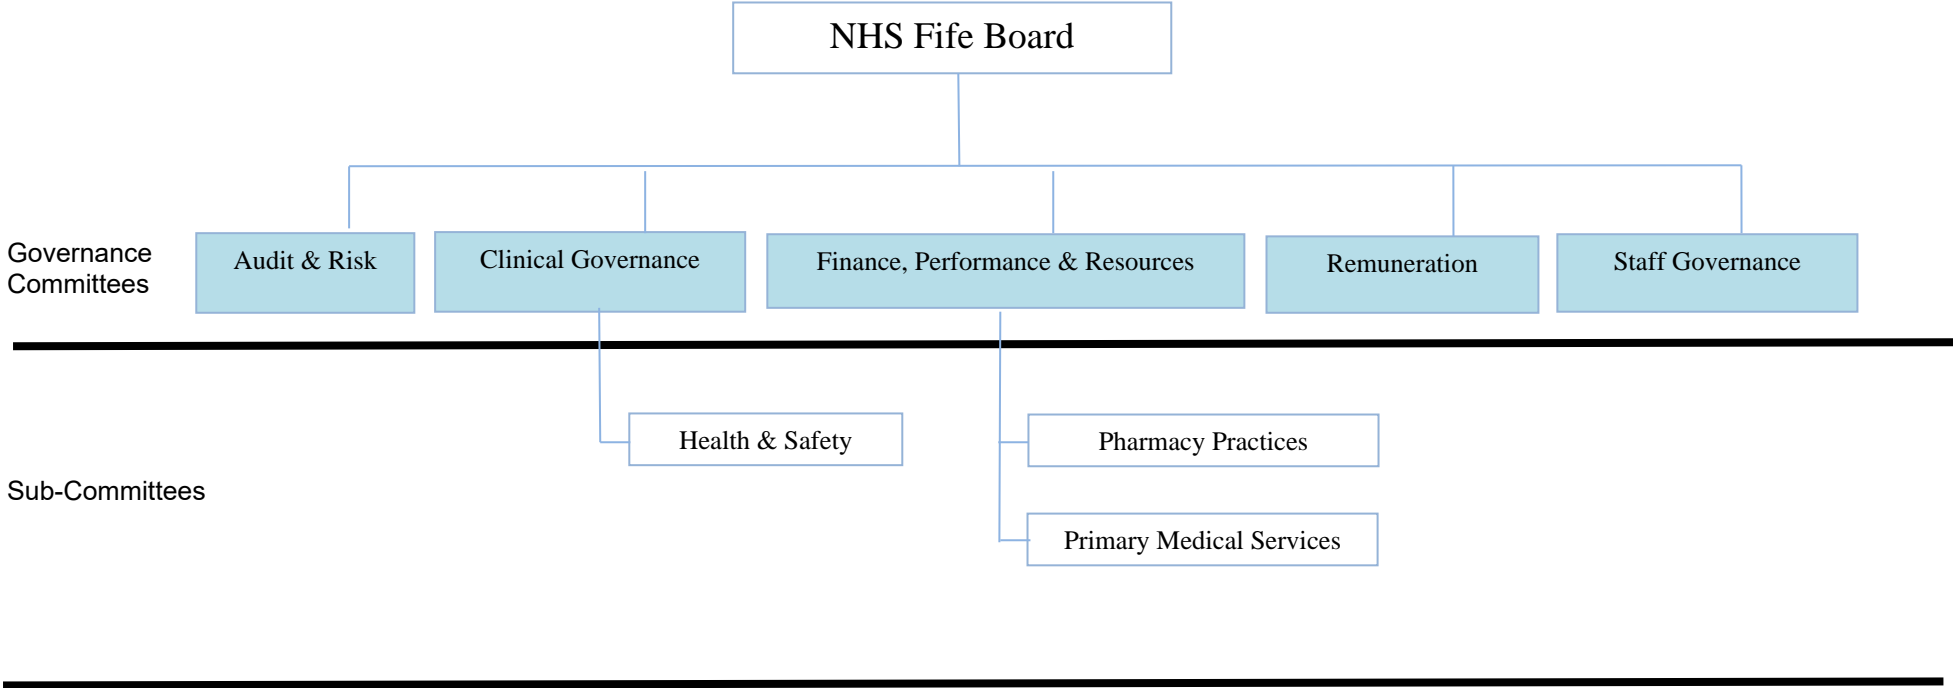 NHS Fife Board
Governance
Committees
Audit & Risk
Clinical Governance
Finance, Performance & Resources
Remuneration
Staff Governance
Health & Safety
Pharmacy Practices
Sub-Committees
Primary Medical Services